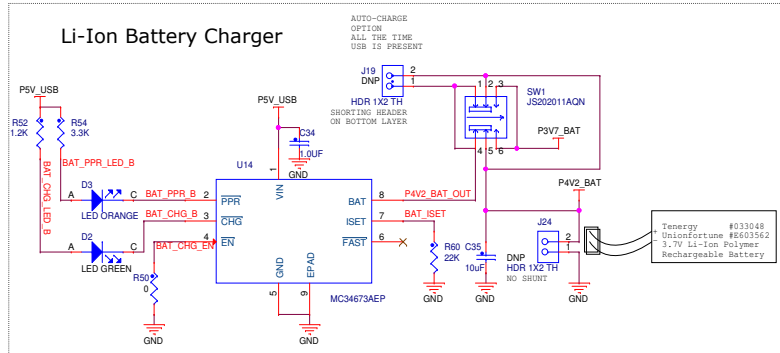 Li-Ion Battery Charger
AUTO-CHARGE
OPTION
ALL THE TIME
USB IS PRESENT
J19
DNP
2
1
HDR 1X2 TH
SHORTING HEADER
ON BOTTOM LAYER
1 2 3
SW1
JS202011AQN
4 5 6
P3V7_BAT
P5V_USB
R52
1.2K
R54
3.3K
BAT_PPR_LED_B
BAT_CHG_LED_B
P5V_USB
C34
1.0UF
GND
U14
1
VIN
D3
A
C
BAT_PPR_B
2
PPR
LED ORANGE
BAT_CHG_B
3
CHG
D2
A
C
LED GREEN
BAT_CHG_EN
4
EN
R50
0
GND
BAT
8
P4V2_BAT_OUT
ISET
7
BAT_ISET
FAST
6
GND
EPAD
5
9
MC34673AEP
GND
R60
22K
GND
C35
10uF
GND
P4V2_BAT
J24
2
1
DNP
HDR 1X2 TH
NO SHUNT
GND
+
−
Tenergy #033048
Unionfortune #E603562
3.7V Li-Ion Polymer
Rechargeable Battery